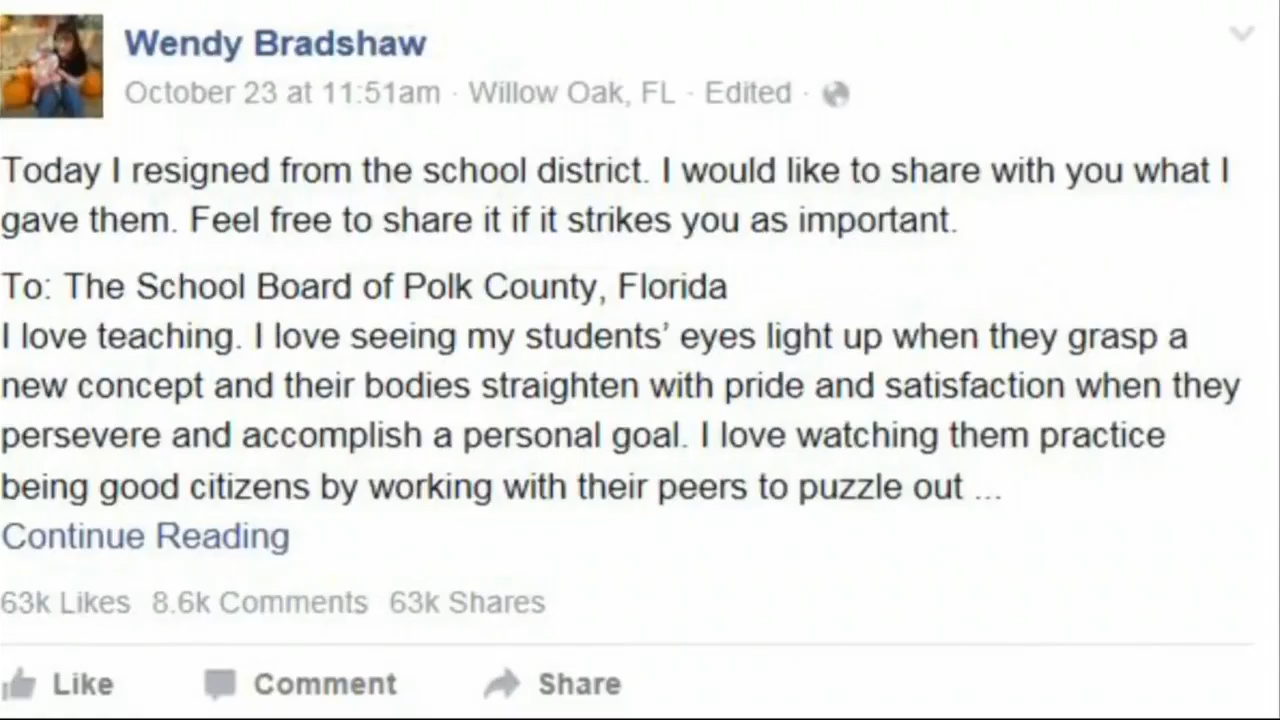 Wendy Bradshaw
October 23 at 11:51am · Willow Oak, FL · Edited ·
Today I resigned from the school district. I would like to share with you what I
gave them. Feel free to share it if it strikes you as important.
To: The School Board of Polk County, Florida
I love teaching. I love seeing my students’ eyes light up when they grasp a
new concept and their bodies straighten with pride and satisfaction when they
persevere and accomplish a personal goal. I love watching them practice
being good citizens by working with their peers to puzzle out ...
Continue Reading
63k Likes 8.6k Comments 63k Shares
Like Comment Share